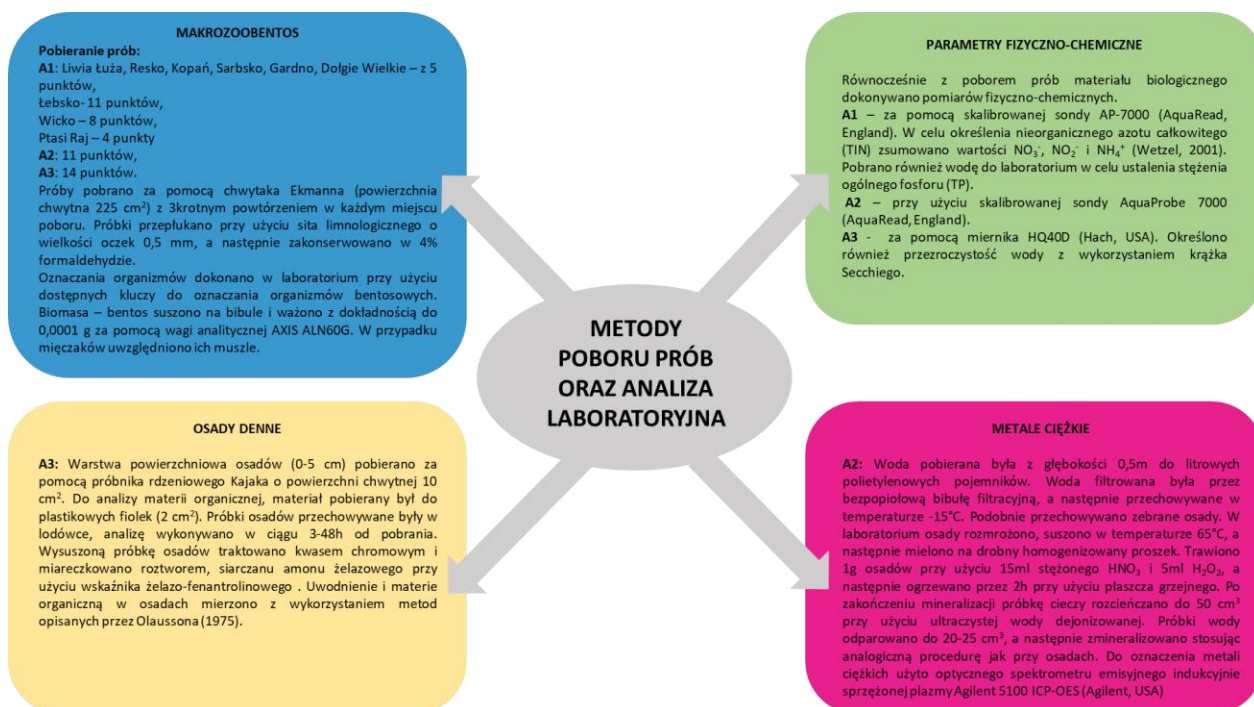 MAKROZOOBENTOS
Pobieranie prób:
A1: Liwia Łuża, Resko, Kopań, Sarbsko, Gardno, Dołgie Wielkie – z 5
punktów,
Łebsko- 11 punktów,
Wicko – 8 punktów,
Ptasi Raj – 4 punkty
A2: 11 punktów,
A3: 14 punktów.
Próby pobrano za pomocą chwytaka Ekmanna (powierzchnia
chwytna 225 cm²) z 3krotnym powtórzeniem w każdym miejscu
poboru. Próbki przepłukano przy użyciu sita limnologicznego o
wielkości oczek 0,5 mm, a następnie zakonserwowano w 4%
formaldehydzie.
Oznaczania organizmów dokonano w laboratorium przy użyciu
dostępnych kluczy do oznaczania organizmów bentosowych.
Biomasa – bentos suszono na bibule i ważono z dokładnością do
0,0001 g za pomocą wagi analitycznej AXIS ALN60G. W przypadku
mięczaków uwzględniono ich muszle.
PARAMETRY FIZYCZNO-CHEMICZNE
Równocześnie z poborem prób materiału biologicznego
dokonywano pomiarów fizyczno-chemicznych.
A1 – za pomocą skalibrowanej sondy AP-7000 (AquaRead,
England). W celu określenia nieorganicznego azotu całkowitego
(TIN) zsumowano wartości NO₃⁻, NO₂⁻ i NH₄⁺ (Wetzel, 2001).
Pobrano również wodę do laboratorium w celu ustalenia stężenia
ogólnego fosforu (TP).
A2 – przy użyciu skalibrowanej sondy AquaProbe 7000
(AquaRead, England).
A3 - za pomocą miernika HQ40D (Hach, USA). Określono
również przezroczystość wody z wykorzystaniem krążka
Secchiego.
METODY
POBORU PRÓB
ORAZ ANALIZA
LABORATORYJNA
OSADY DENNE
A3: Warstwa powierzchniowa osadów (0-5 cm) pobierano za
pomocą próbnika rdzeniowego Kajaka o powierzchni chwytnej 10
cm². Do analizy materii organicznej, materiał pobierany był do
plastikowych fiolek (2 cm²). Próbki osadów przechowywane były w
lodówce, analizę wykonywano w ciągu 3-48h od pobrania.
Wysuszoną próbkę osadów traktowano kwasem chromowym i
miareczkowano roztworem, siarczanu amonu żelazowego przy
użyciu wskaźnika żelazo-fenantrolinowego . Uwodnienie i materie
organiczną w osadach mierzono z wykorzystaniem metod
opisanych przez Olaussona (1975).
METALE CIĘŻKIE
A2: Woda pobierana była z głębokości 0,5m do litrowych
polietylenowych pojemników. Woda filtrowana była przez
bezpopiołową bibułę filtracyjną, a następnie przechowywane w
temperaturze -15°C. Podobnie przechowywano zebrane osady. W
laboratorium osady rozmrożono, suszono w temperaturze 65°C, a
następnie mielono na drobny homogenizowany proszek. Trawiono
1g osadów przy użyciu 15ml stężonego HNO₃ i 5ml H₂O₂, a
następnie ogrzewano przez 2h przy użyciu płaszcza grzejnego. Po
zakończeniu mineralizacji próbkę cieczy rozcieńczano do 50 cm³
przy użyciu ultraczystej wody dejonizowanej. Próbki wody
odparowano do 20-25 cm³, a następnie zmineralizowano stosując
analogiczną procedurę jak przy osadach. Do oznaczenia metali
ciężkich użyto optycznego spektrometru emisyjnego indukcyjnie
sprzężonej plazmy Agilent 5100 ICP-OES (Agilent, USA)